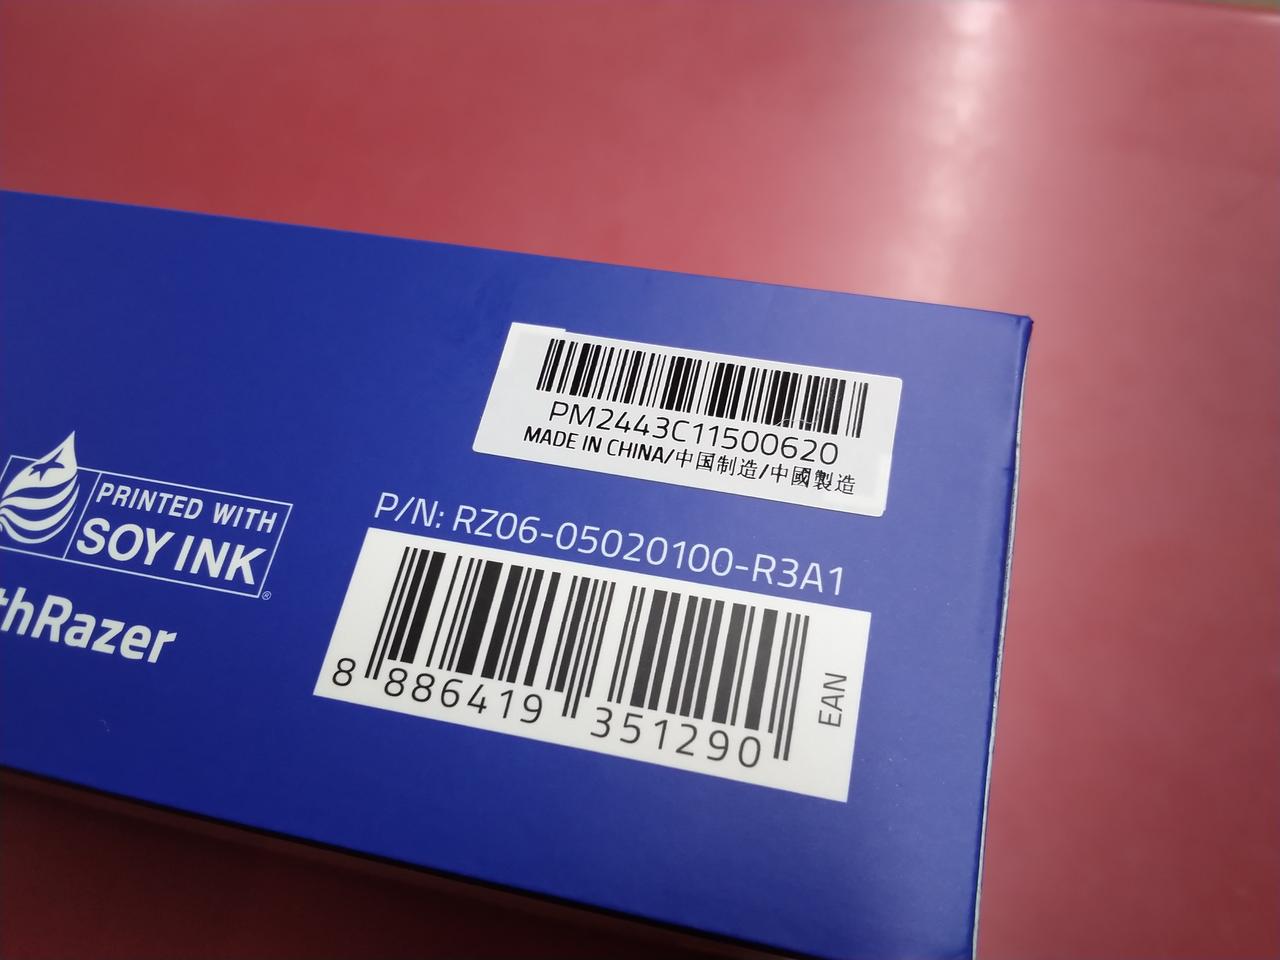 PM2443C11500620
MADE IN CHINA/中国制造/中國製造
P/N: RZ06-05020100-R3A1
PRINTED WITH
SOY INK
®
thRazer
8 886419 351290
EAN